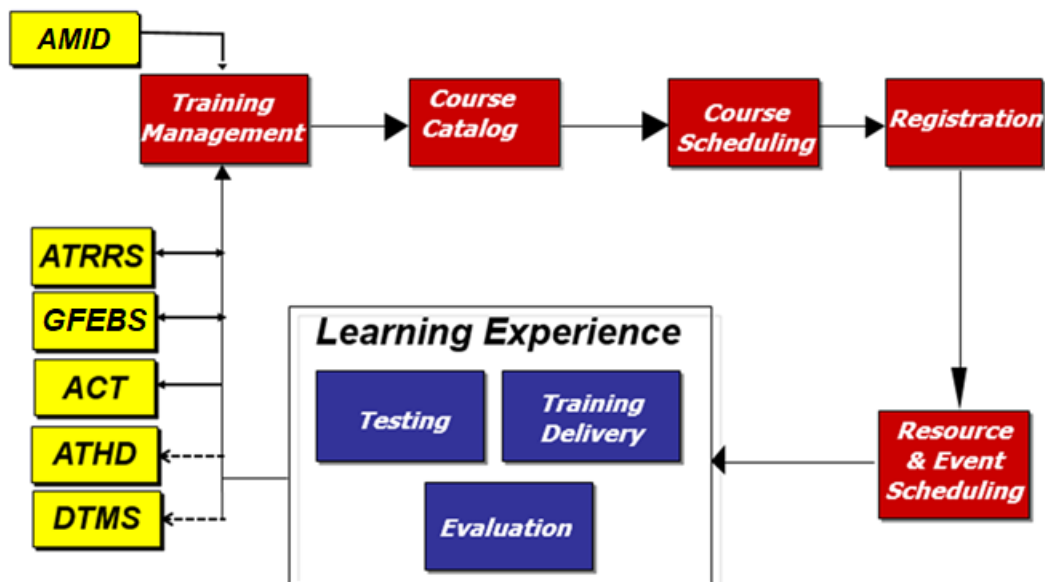 AMID
Training
Management
Course
Catalog
Course
Scheduling
Registration
ATRRS
GFEBS
ACT
ATHD
DTMS
Learning Experience
Testing
Training
Delivery
Evaluation
Resource
& Event
Scheduling